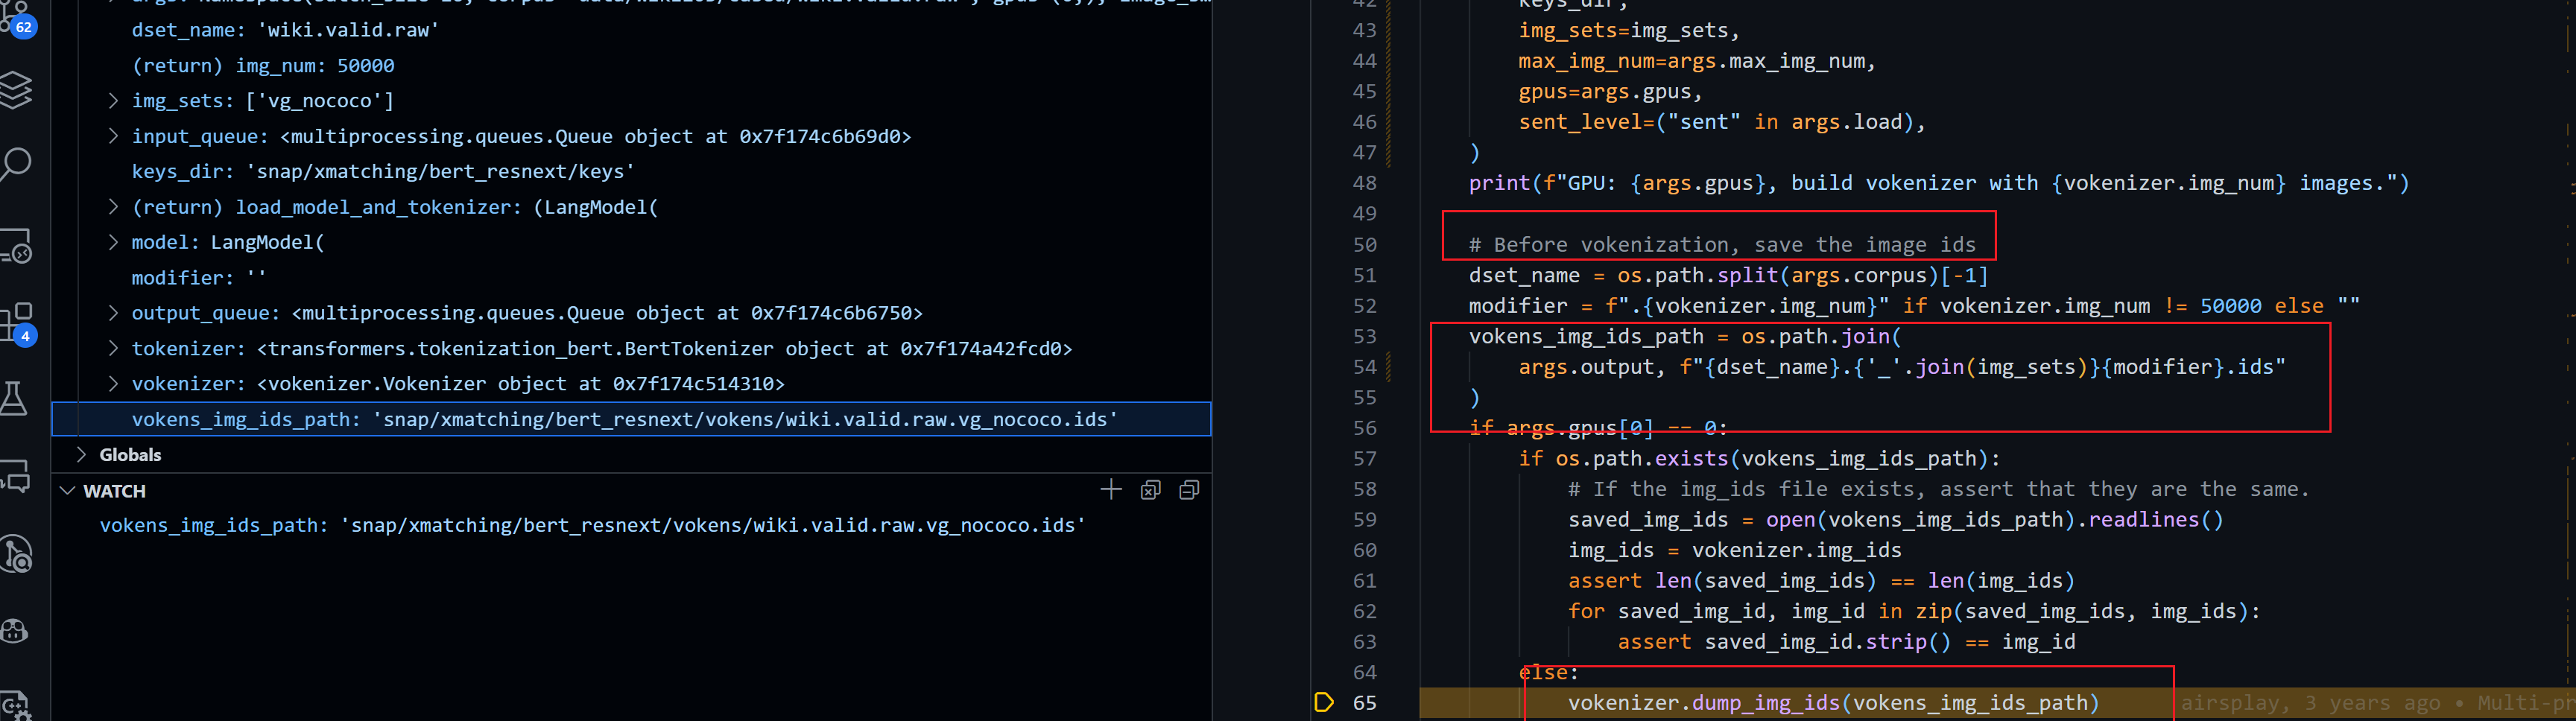 62
dset_name: 'wiki.valid.raw'
(return) img_num: 50000
img_sets: ['vg_nococo']
input_queue: <multiprocessing.queues.Queue object at 0x7f174c6b69d0>
keys_dir: 'snap/xmatching/bert_resnext/keys'
(return) load_model_and_tokenizer: (LangModel(
model: LangModel(
modifier: ''
output_queue: <multiprocessing.queues.Queue object at 0x7f174c6b6750>
4
tokenizer: <transformers.tokenization_bert.BertTokenizer object at 0x7f174a42fcd0>
vokenizer: <vokenizer.Vokenizer object at 0x7f174c514310>
vokens_img_ids_path: 'snap/xmatching/bert_resnext/vokens/wiki.valid.raw.vg_nococo.ids'
Globals
WATCH
vokens_img_ids_path: 'snap/xmatching/bert_resnext/vokens/wiki.valid.raw.vg_nococo.ids'
42 keys_dir,
43 img_sets=img_sets,
44 max_img_num=args.max_img_num,
45 gpus=args.gpus,
46 sent_level=("sent" in args.load),
47 )
48 print(f"GPU: {args.gpus}, build vokenizer with {vokenizer.img_num} images.")
49
50 # Before vokenization, save the image ids
51 dset_name = os.path.split(args.corpus)[-1]
52 modifier = f".{vokenizer.img_num}" if vokenizer.img_num != 50000 else ""
53 vokens_img_ids_path = os.path.join(
54 args.output, f"{dset_name}.{'_'.join(img_sets)}{modifier}.ids"
55 )
56 if args.gpus[0] == 0:
57 if os.path.exists(vokens_img_ids_path):
58 # If the img_ids file exists, assert that they are the same.
59 saved_img_ids = open(vokens_img_ids_path).readlines()
60 img_ids = vokenizer.img_ids
61 assert len(saved_img_ids) == len(img_ids)
62 for saved_img_id, img_id in zip(saved_img_ids, img_ids):
63 assert saved_img_id.strip() == img_id
64 else:
65 vokenizer.dump_img_ids(vokens_img_ids_path) airsplay, 3 years ago • Multi-p